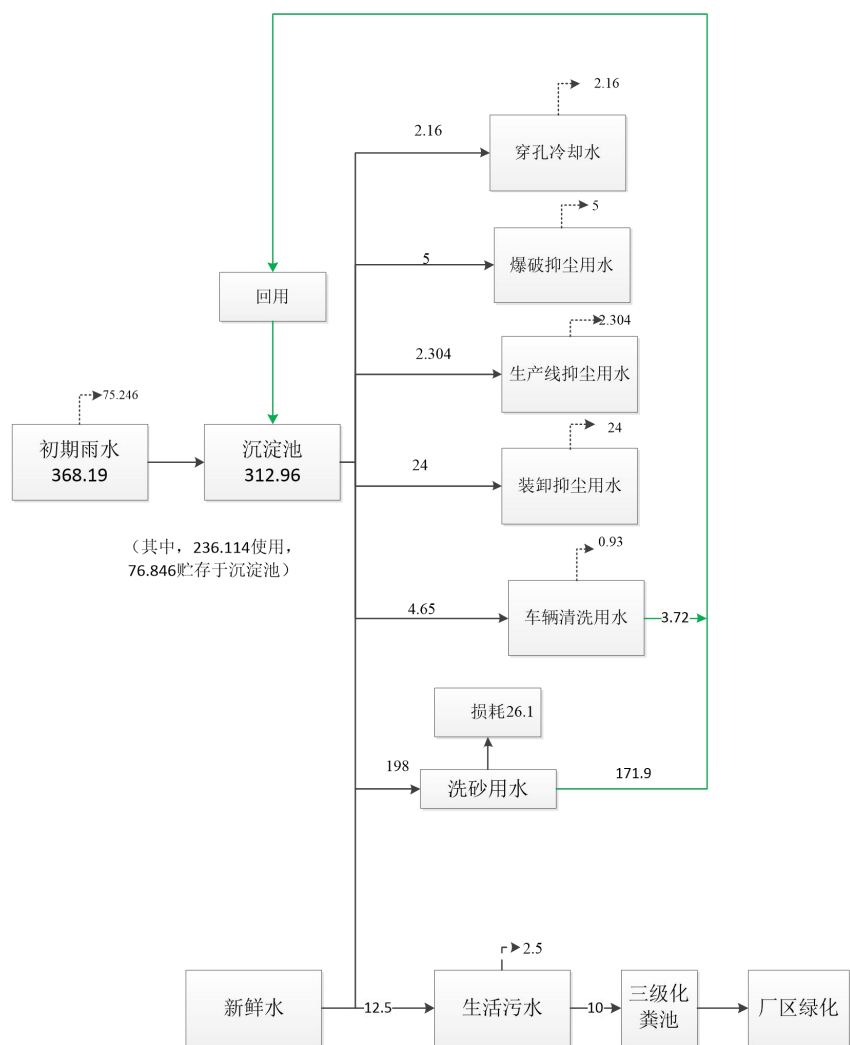 2.16
2.16
穿孔冷却水
5
5
爆破抑尘用水
回用
2.304
2.304
生产线抑尘用水
75.246
初期雨水
368.19
沉淀池
312.96
24
24
装卸抑尘用水
（其中，236.114使用，
76.846贮存于沉淀池）
0.93
4.65
车辆清洗用水
3.72
损耗26.1
198
洗砂用水
171.9
2.5
新鲜水
12.5
生活污水
10
三级化
粪池
厂区绿化